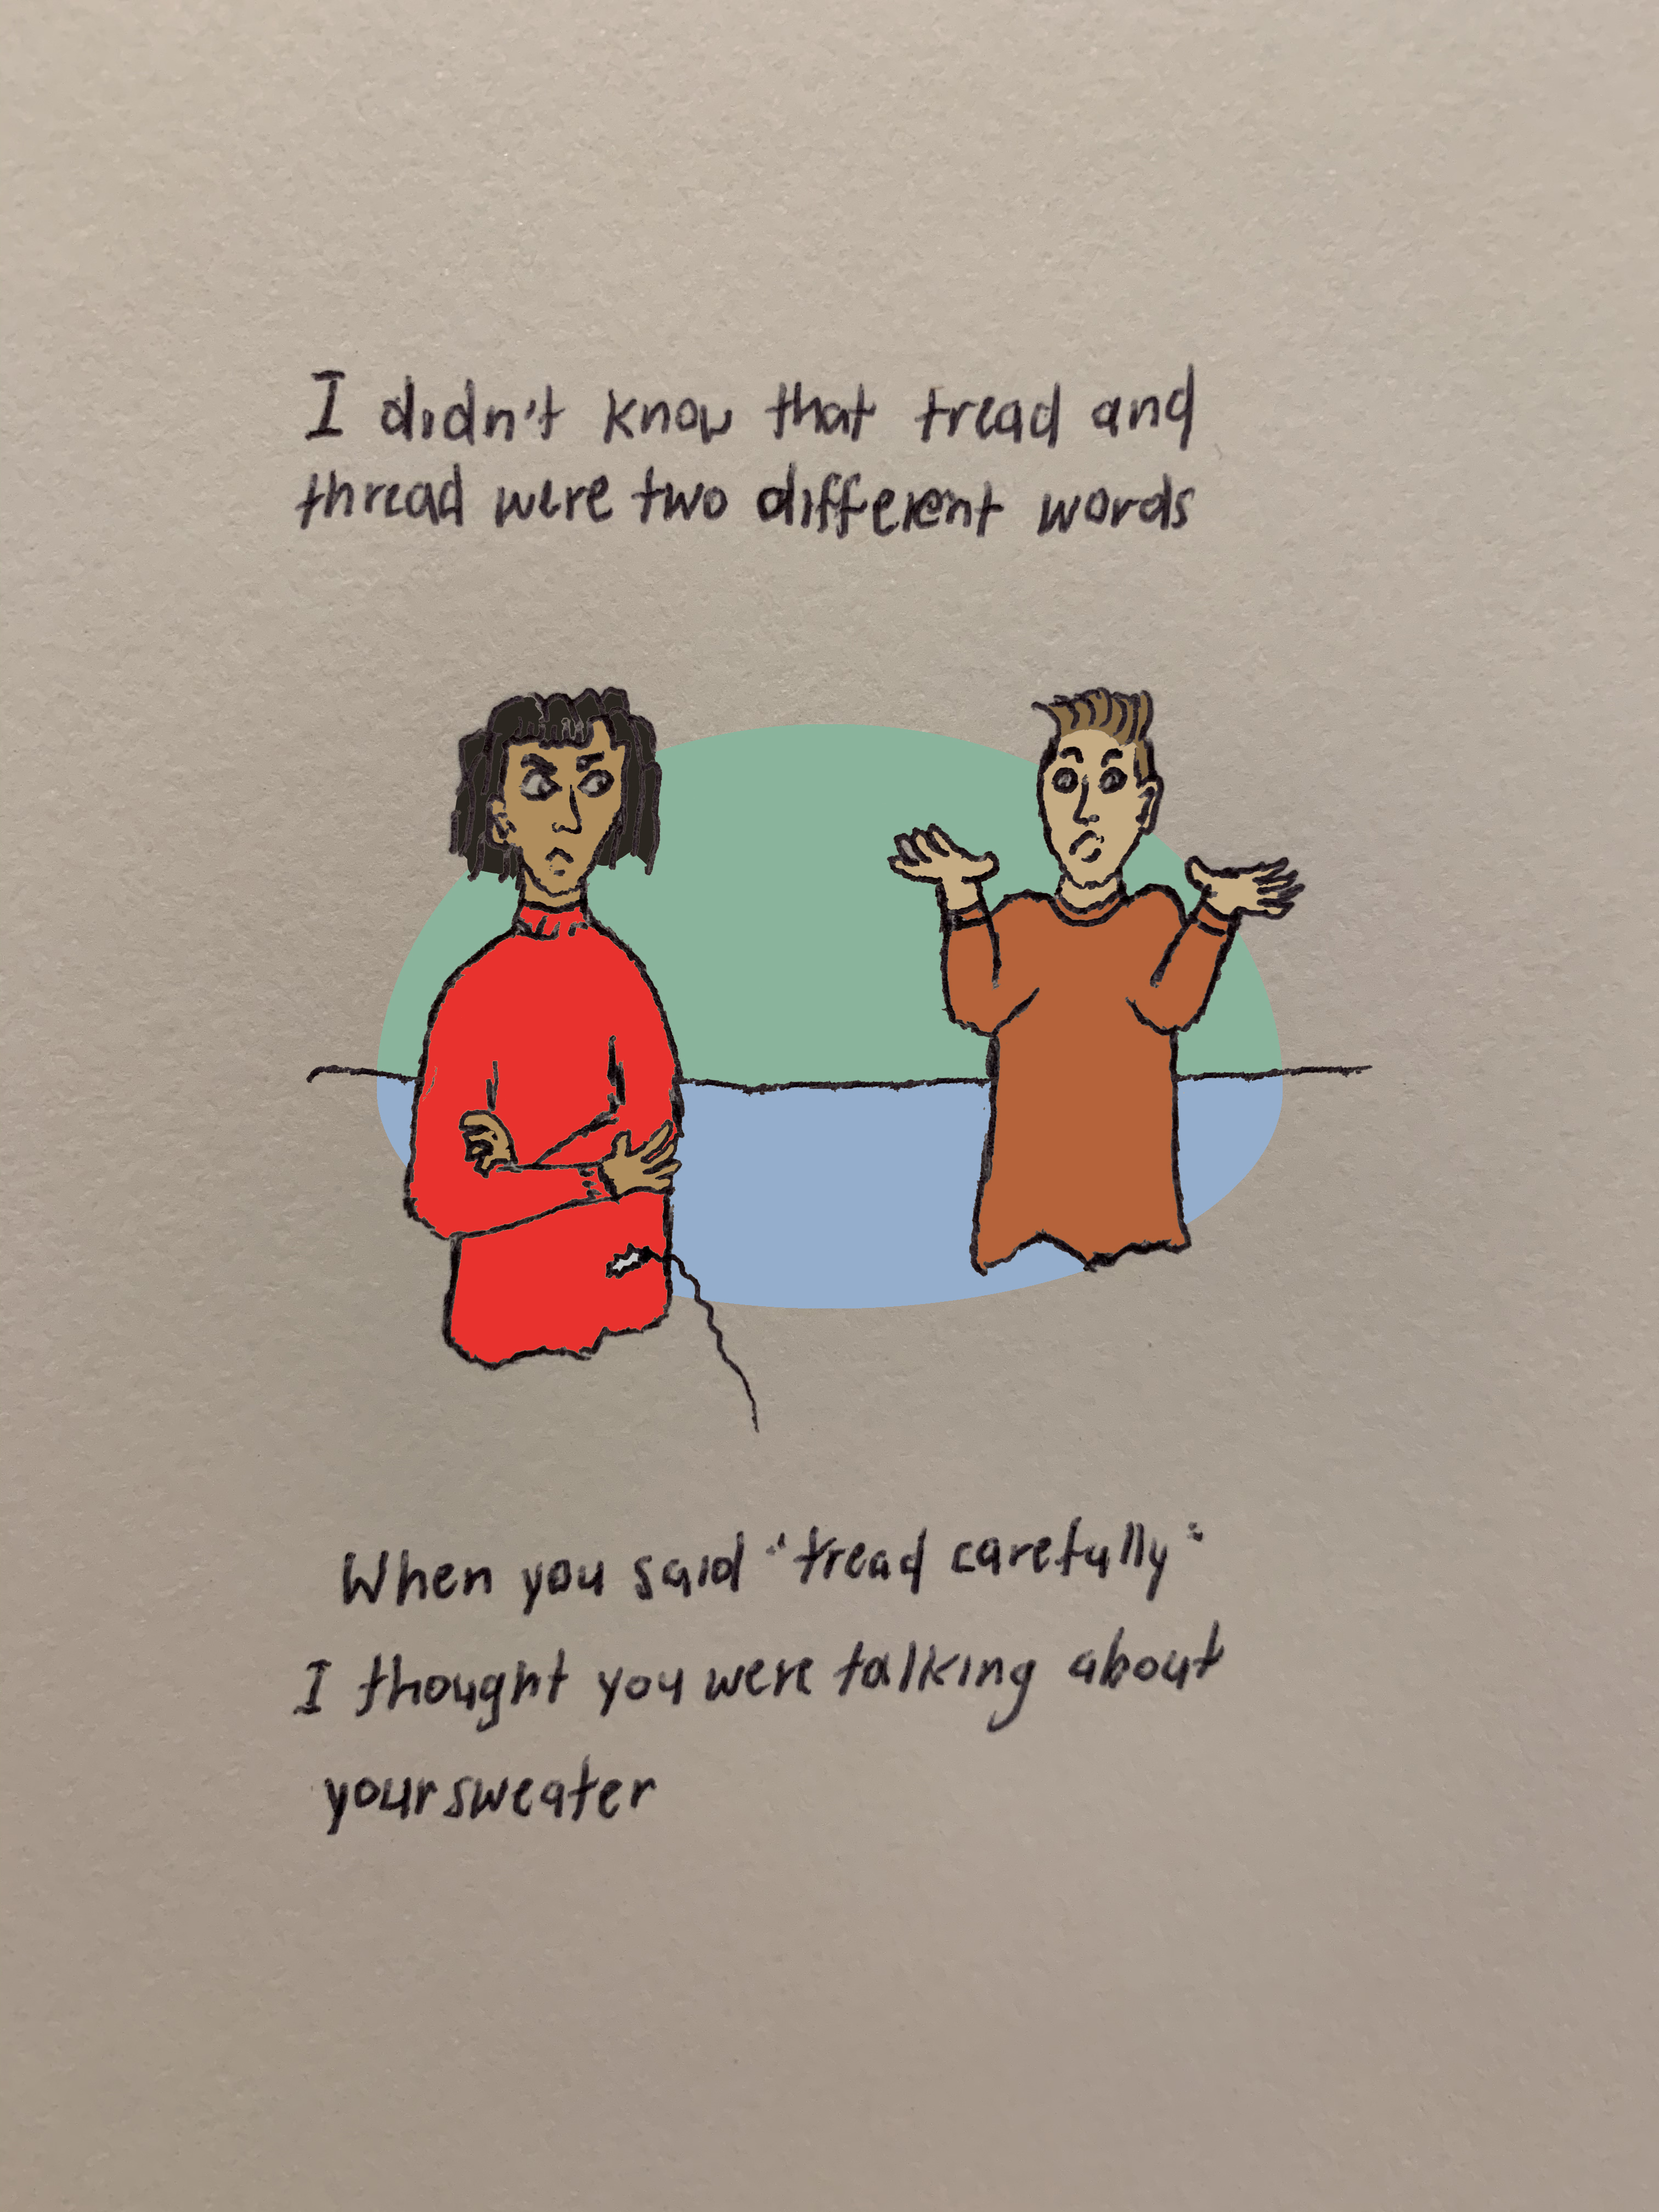 I didn't know that tread and
thread were two different words
When you said "tread carefully"
I thought you were talking about
your sweater